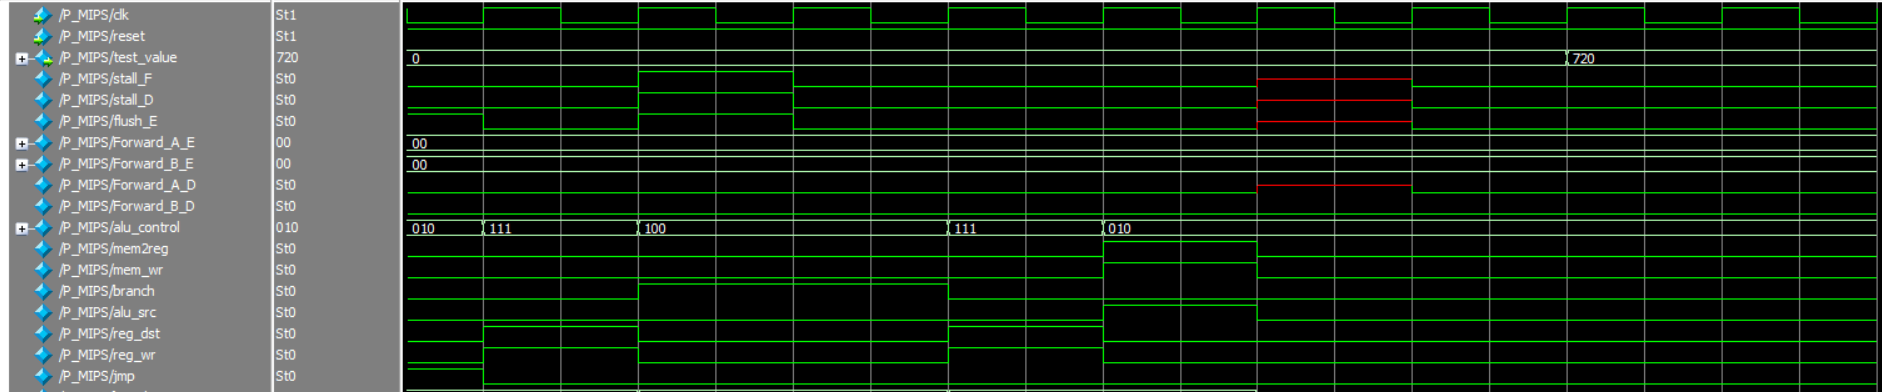 /P_MIPS/clk St1
/P_MIPS/reset St1
/P_MIPS/test_value 720 0 720
/P_MIPS/stall_F St0
/P_MIPS/stall_D St0
/P_MIPS/flush_E St0
/P_MIPS/Forward_A_E 00 00
/P_MIPS/Forward_B_E 00 00
/P_MIPS/Forward_A_D St0
/P_MIPS/Forward_B_D St0
/P_MIPS/alu_control 010 010 111 100 111 010
/P_MIPS/mem2reg St0
/P_MIPS/mem_wr St0
/P_MIPS/branch St0
/P_MIPS/alu_src St0
/P_MIPS/reg_dst St0
/P_MIPS/reg_wr St0
/P_MIPS/jmp St0